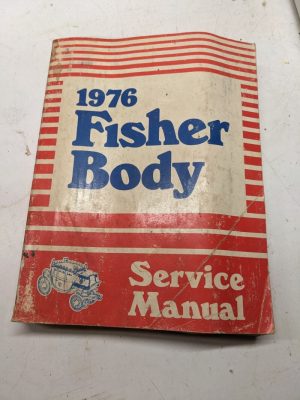 1976
Fisher
Body
Service
Manual